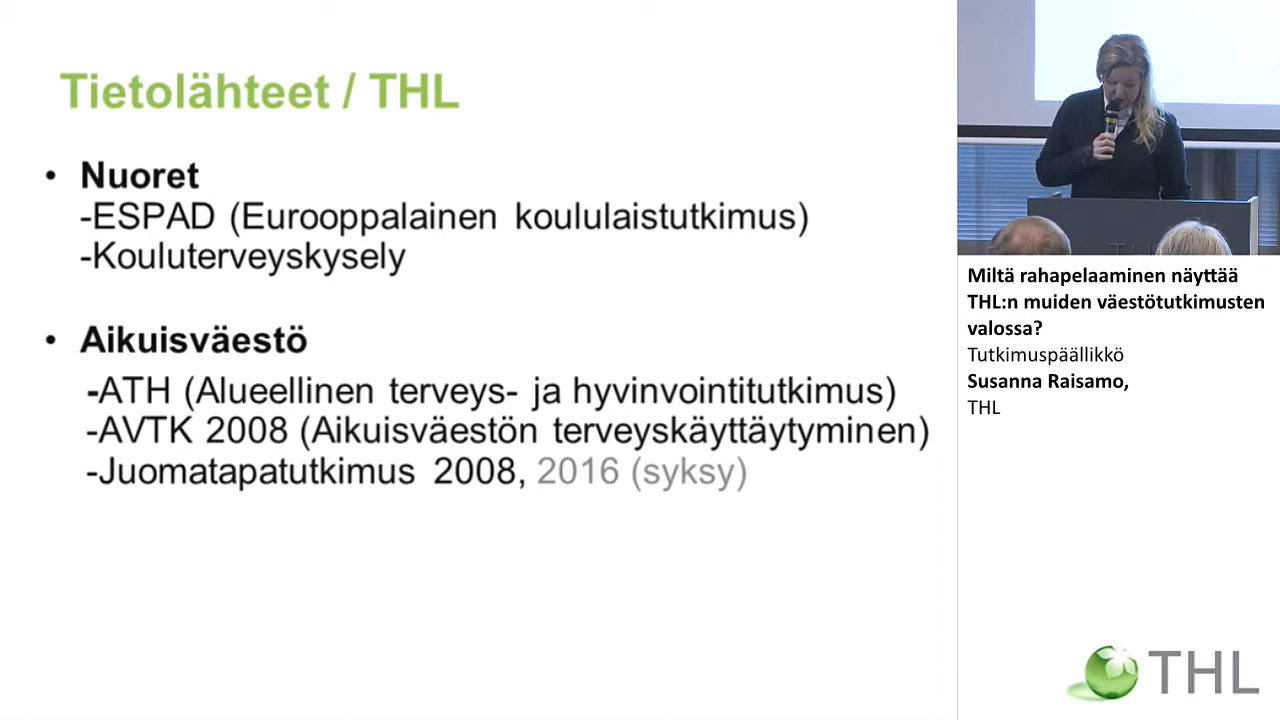 Tietolähteet / THL
• Nuoret
-ESPAD (Eurooppalainen koululaistutkimus)
-Kouluterveyskysely
• Aikuisväestö
-ATH (Alueellinen terveys- ja hyvinvointitutkimus)
-AVTK 2008 (Aikuisväestön terveyskäyttäytyminen)
-Juomatapatutkimus 2008, 2016 (syksy)
Miltä rahapelaaminen näyttää
THL:n muiden väestötutkimusten
valossa?
Tutkimuspäällikkö
Susanna Raisamo,
THL
THL